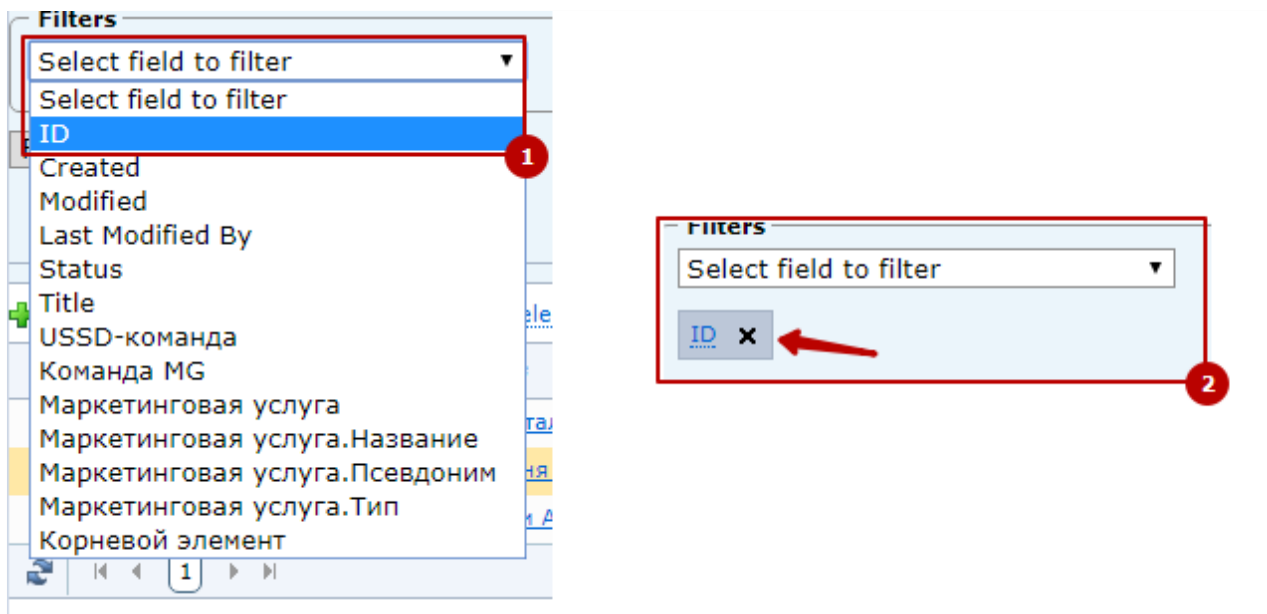 Filters
Select field to filter
Select field to filter
ID
1
Created
Modified
Last Modified By
Status
Title
USSD-команда
Команда MG
Маркетинговая услуга
Маркетинговая услуга.Название
Маркетинговая услуга.Псевдоним
Маркетинговая услуга.Тип
Корневой элемент
1
Filters
Select field to filter
ID
2